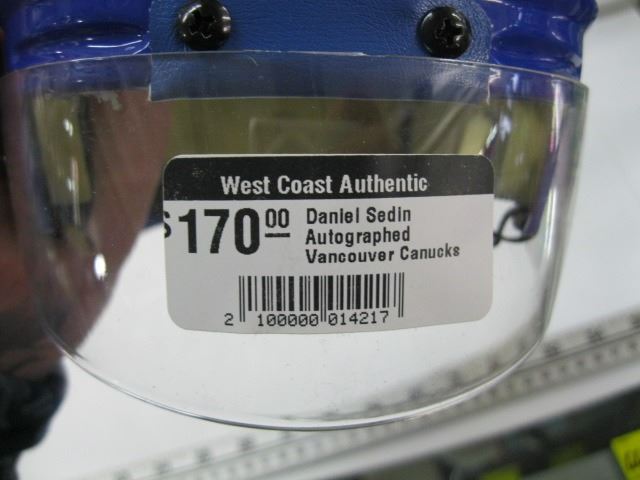 West Coast Authentic
$170.00 Daniel Sedin
Autographed
Vancouver Canucks
2 100000 014217